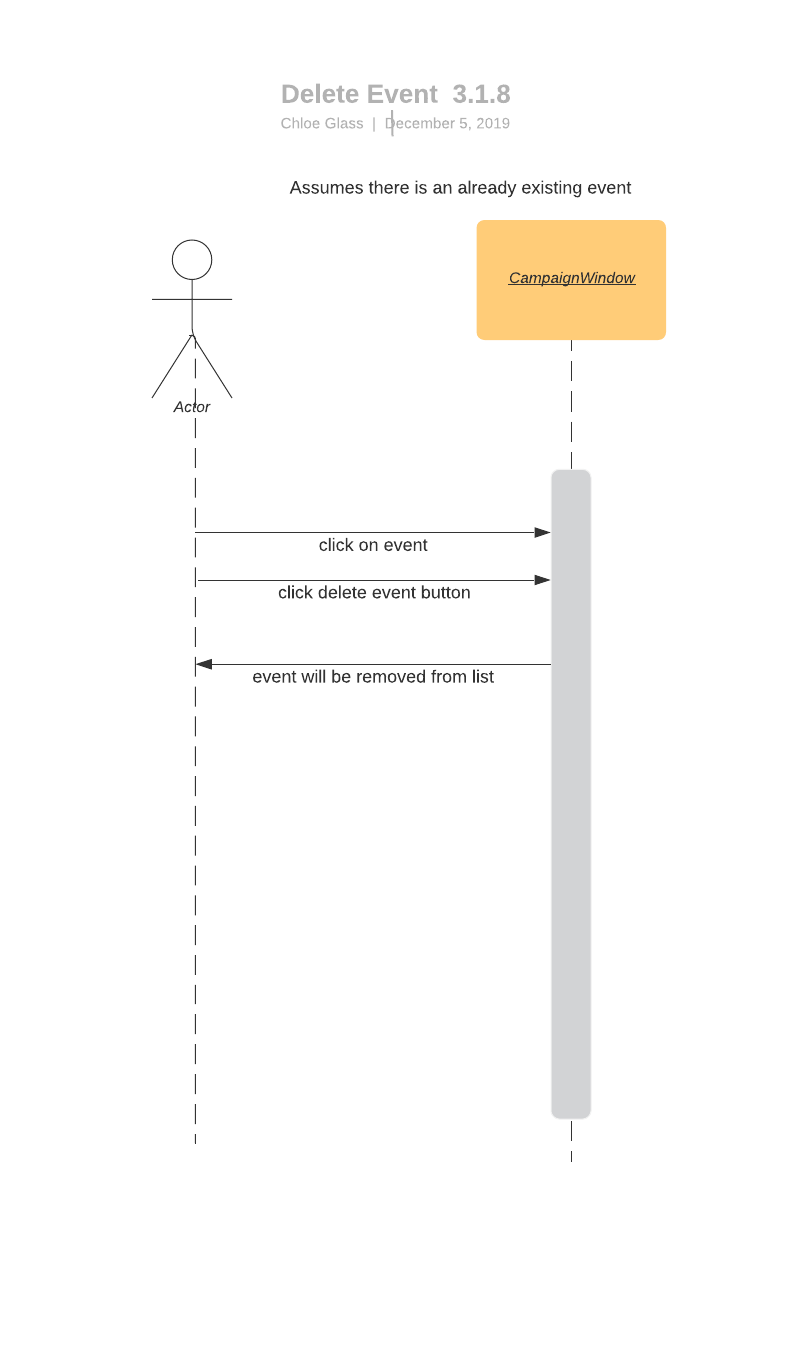 Delete Event  3.1.8
Chloe Glass  |  December 5, 2019
Assumes there is an already existing event
CampaignWindow
Actor
click on event
click delete event button
event will be removed from list